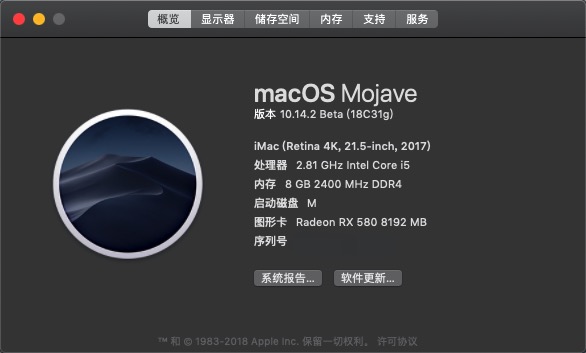 概览 显示器 储存空间 内存 支持 服务
macOS Mojave
版本 10.14.2 Beta (18C31g)
iMac (Retina 4K, 21.5-inch, 2017)
处理器 2.81 GHz Intel Core i5
内存 8 GB 2400 MHz DDR4
启动磁盘 M
图形卡 Radeon RX 580 8192 MB
序列号
系统报告... 软件更新...
™ 和 © 1983-2018 Apple Inc. 保留一切权利。 许可协议